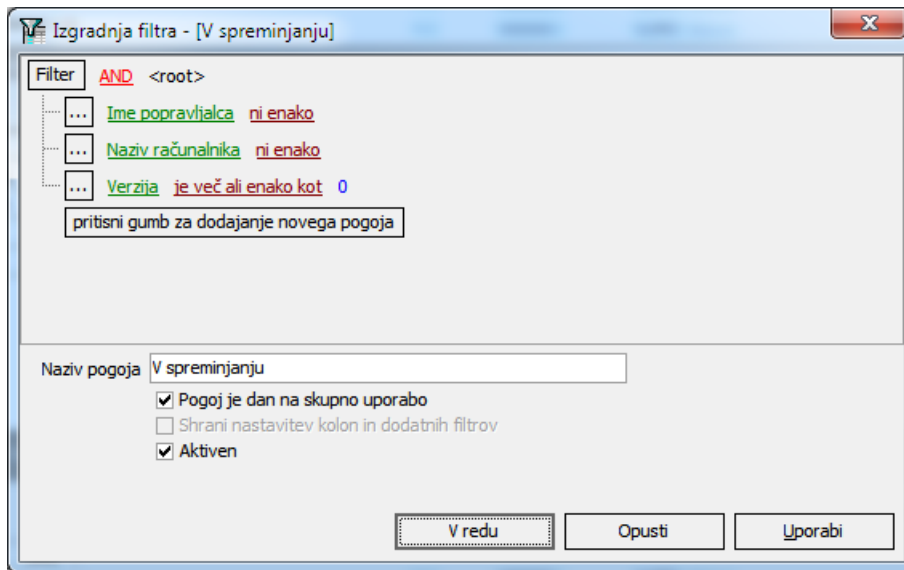 Izgradnja filtra - [V spreminjanju]
Filter AND <root>
... Ime popravljalca ni enako
... Naziv računalnika ni enako
... Verzija je več ali enako kot 0
pritisni gumb za dodajanje novega pogoja
Naziv pogoja V spreminjanju
Pogoj je dan na skupno uporabo
Shrani nastavitev kolon in dodatnih filtrov
Aktiven
V redu Opusti Uporabi